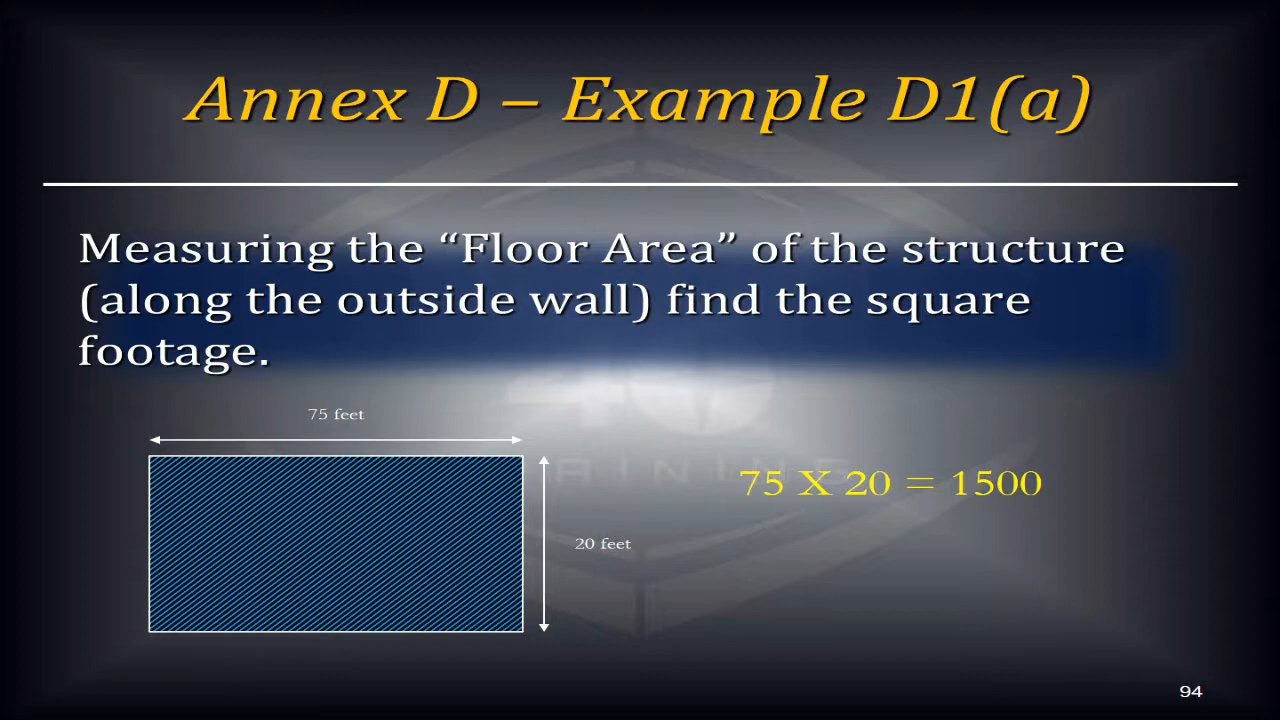 Annex D – Example D1(a)
Measuring the “Floor Area” of the structure
(along the outside wall) find the square
footage.
75 feet
75 X 20 = 1500
20 feet
94